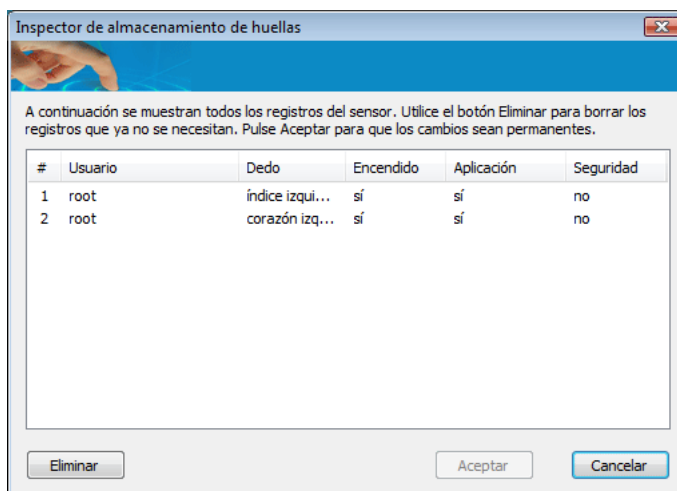 Inspector de almacenamiento de huellas
A continuación se muestran todos los registros del sensor. Utilice el botón Eliminar para borrar los
registros que ya no se necesitan. Pulse Aceptar para que los cambios sean permanentes.
# Usuario Dedo Encendido Aplicación Seguridad
1 root índice izqui... sí sí no
2 root corazón izq... sí sí no
Eliminar Aceptar Cancelar